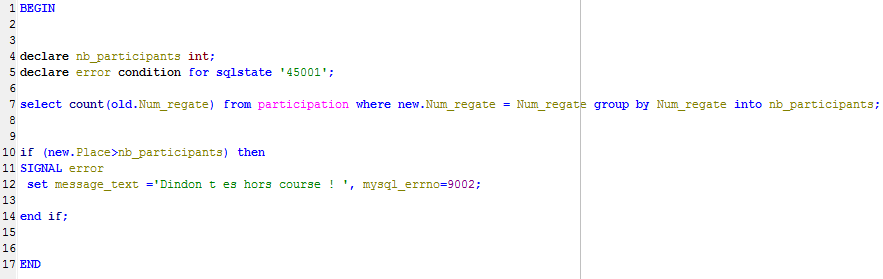 1 BEGIN
2
3
4 declare nb_participants int;
5 declare error condition for sqlstate '45001';
6
7 select count(old.Num_regate) from participation where new.Num_regate = Num_regate group by Num_regate into nb_participants;
8
9
10 if (new.Place>nb_participants) then
11 SIGNAL error
12 set message_text ='Dindon t es hors course ! ', mysql_errno=9002;
13
14 end if;
15
16
17 END